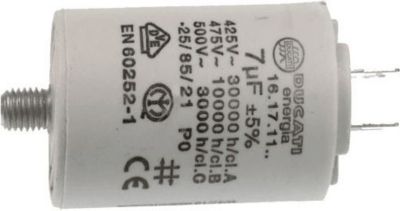 DUCATI
energia
16.17.11..
7µF ±5%
425V~ 30000 h/cl.A
475V~ 10000 h/cl.B
500V~ 3000 h/cl.C
.25/85/21 P0
EN 60252-1